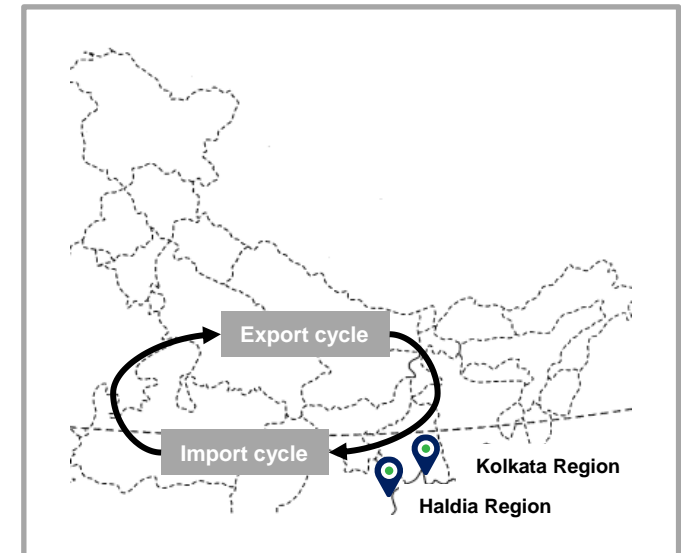 Export cycle
Import cycle
Kolkata Region
Haldia Region